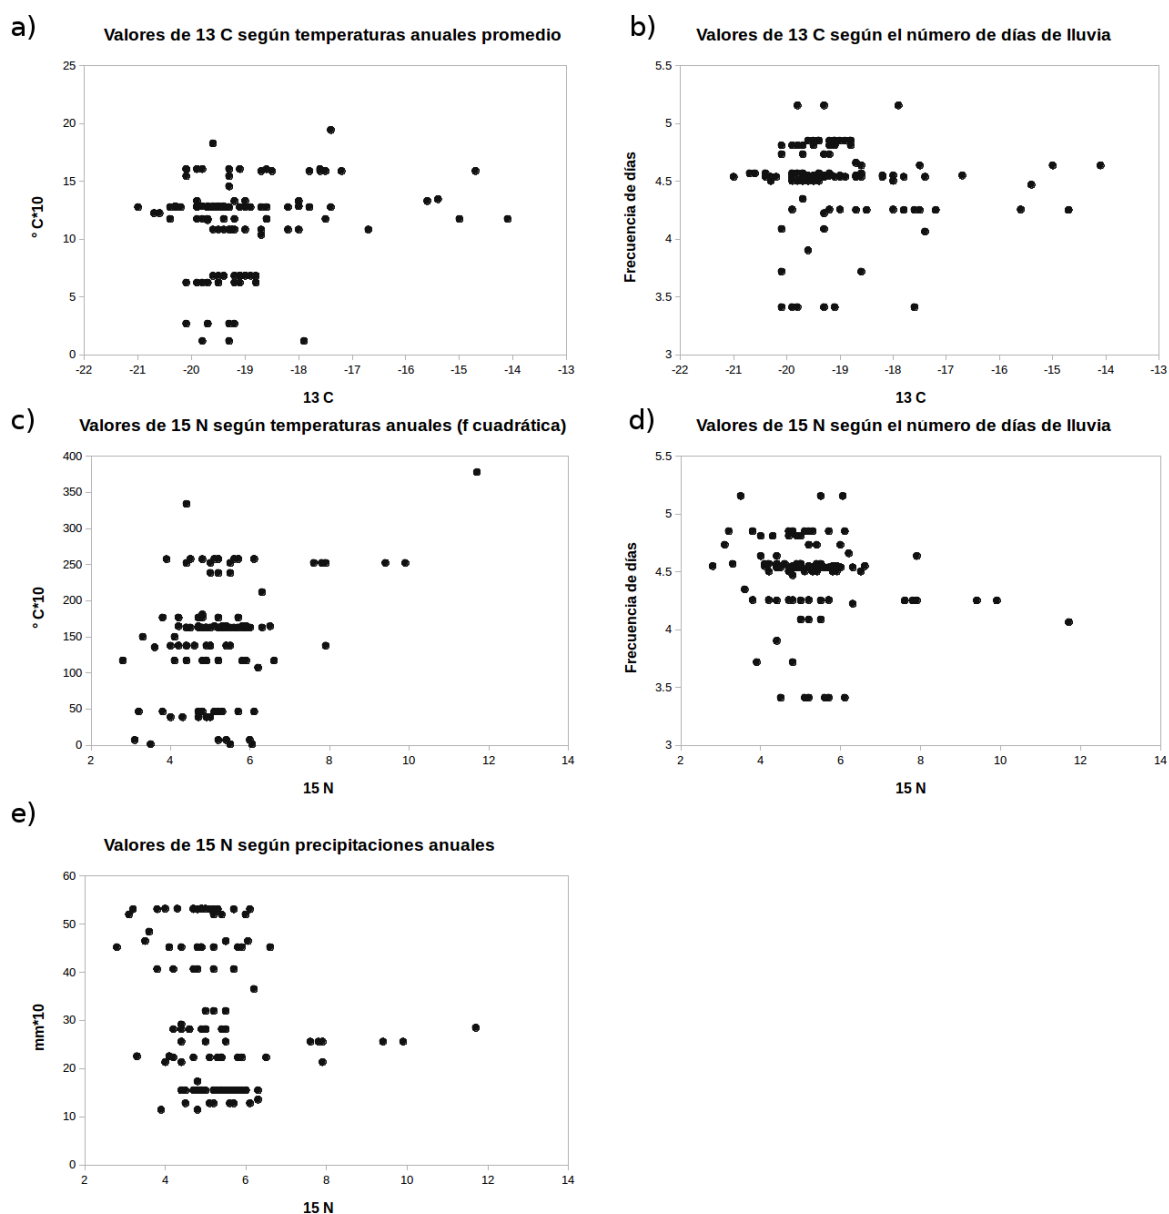 a)
Valores de 13 C según temperaturas anuales promedio
25
20
15
10
5
0
° C*10
-22 -21 -20 -19 -18 -17 -16 -15 -14 -13
13 C
b)
Valores de 13 C según el número de días de lluvia
5.5
5
4.5
4
3.5
3
Frecuencia de días
-22 -21 -20 -19 -18 -17 -16 -15 -14 -13
13 C
c)
Valores de 15 N según temperaturas anuales (f cuadrática)
400
350
300
250
200
150
100
50
0
° C*10
2 4 6 8 10 12 14
15 N
d)
Valores de 15 N según el número de días de lluvia
5.5
5
4.5
4
3.5
3
Frecuencia de días
2 4 6 8 10 12 14
15 N
e)
Valores de 15 N según precipitaciones anuales
60
50
40
30
20
10
0
mm*10
2 4 6 8 10 12 14
15 N